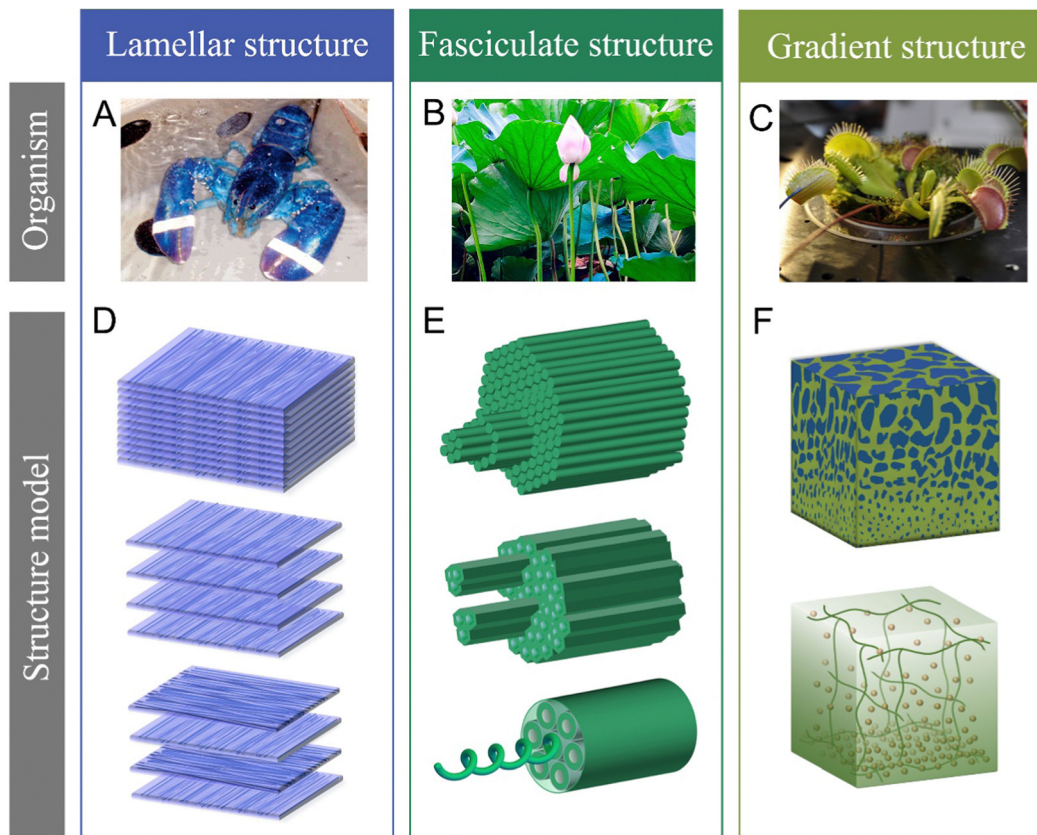 Lamellar structure
Fasciculate structure
Gradient structure
Organism
A
B
C
Structure model
D
E
F